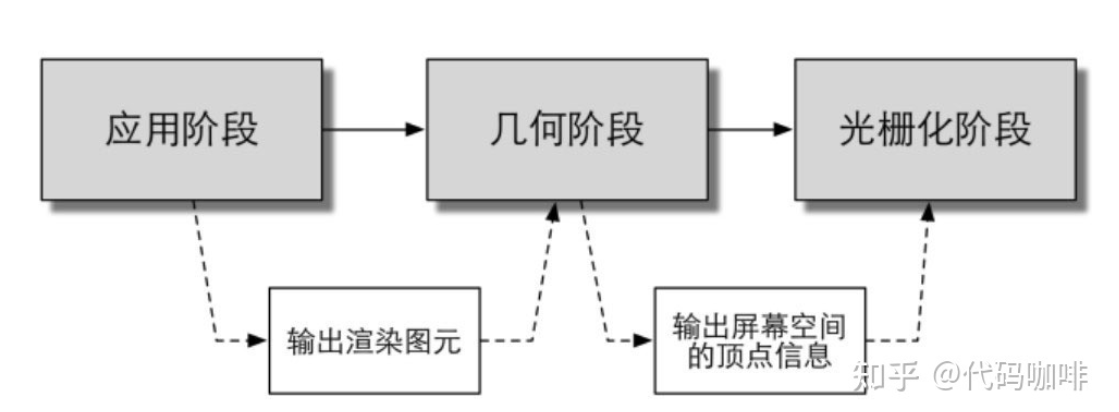 应用阶段
几何阶段
光栅化阶段
输出渲染图元
输出屏幕空间
的顶点信息
知乎 @代码咖啡